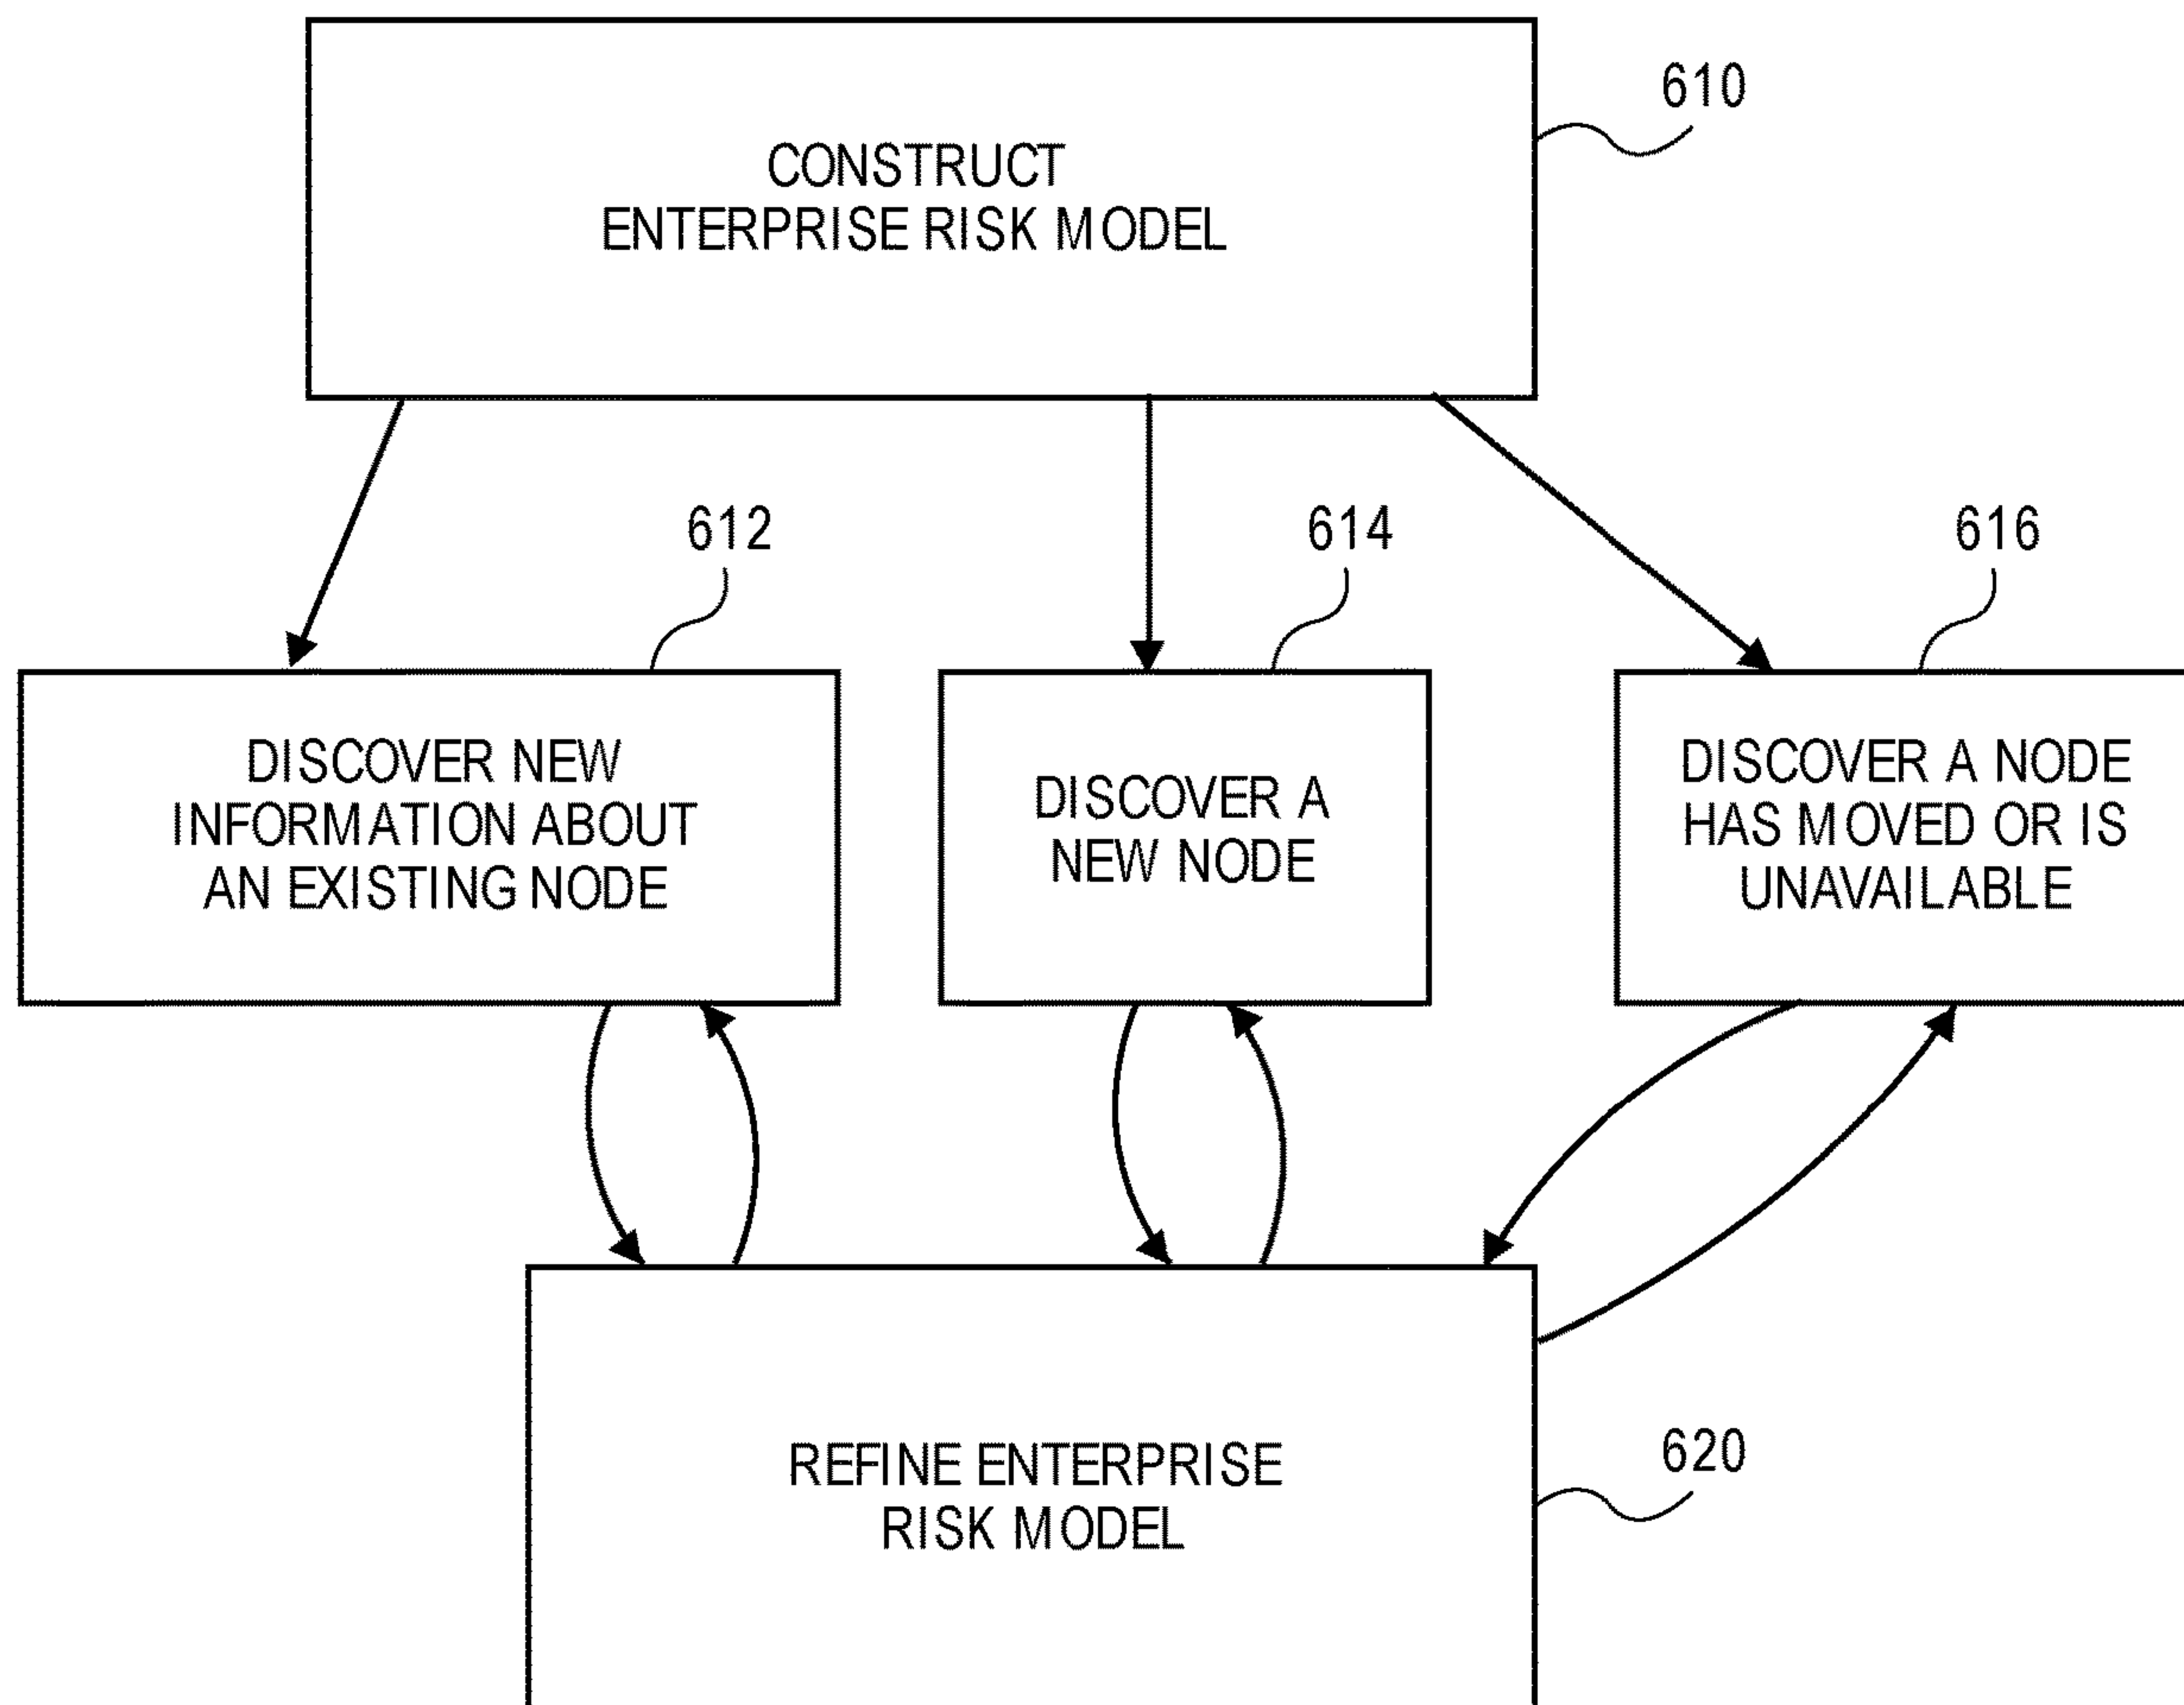 610
CONSTRUCT
ENTERPRISE RISK MODEL
612
614
616
DISCOVER NEW
INFORMATION ABOUT
AN EXISTING NODE
DISCOVER A
NEW NODE
DISCOVER A NODE
HAS MOVED OR IS
UNAVAILABLE
REFINE ENTERPRISE
RISK MODEL
620